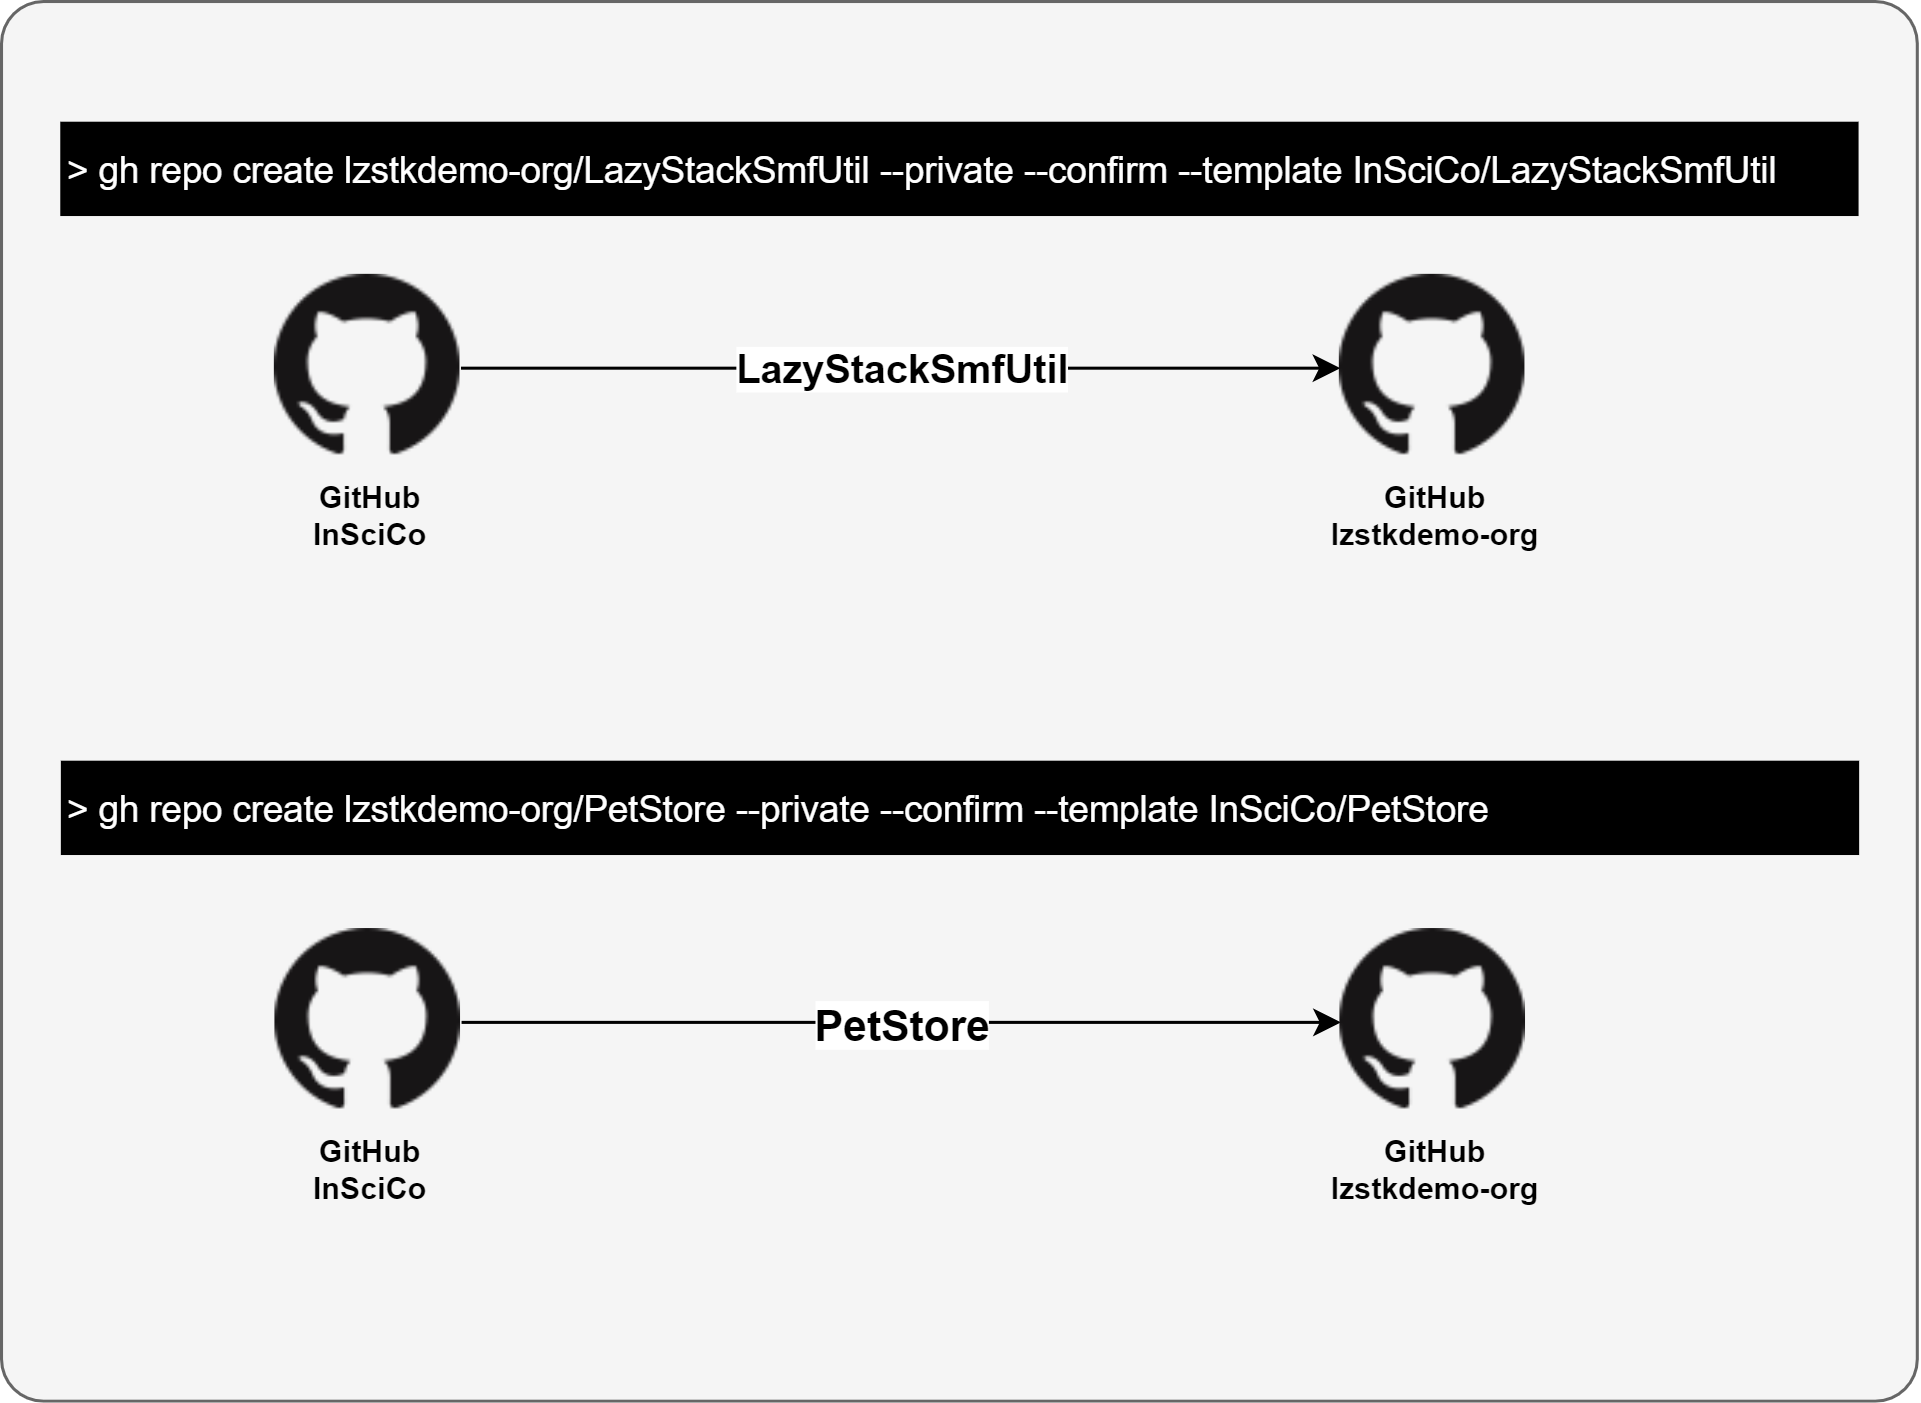 > gh repo create lzstkdemo-org/LazyStackSmfUtil --private --confirm --template InSciCo/LazyStackSmfUtil
LazyStackSmfUtil
GitHub
InSciCo
GitHub
lzstkdemo-org
> gh repo create lzstkdemo-org/PetStore --private --confirm --template InSciCo/PetStore
PetStore
GitHub
InSciCo
GitHub
lzstkdemo-org